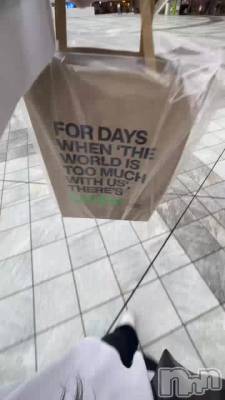 FOR DAYS
WHEN 'THE
WORLD IS
TOO MUCH
WITH US'
THERE'S